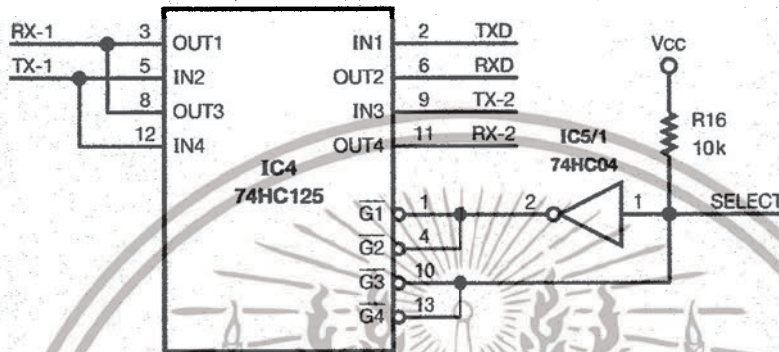 RX-1 3 OUT1 IN1 2 TXD
VCC
TX-1 5 IN2 OUT2 6 RXD
8 OUT3 IN3 9 TX-2
R16
10k
12 IN4 OUT4 11 RX-2
IC5/1
74HC04
IC4
74HC125
G1 1 2 1 SELECT
G2 4
G3 10
G4 13